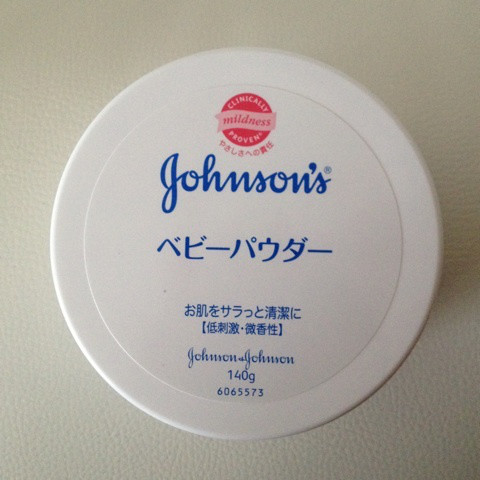 CLINICALLY
mildness
PROVEN®
やさしさへの責任
Johnson's®
ベビーパウダー
お肌をサラっと清潔に
【低刺激・微香性】
Johnson & Johnson
140g
6065573